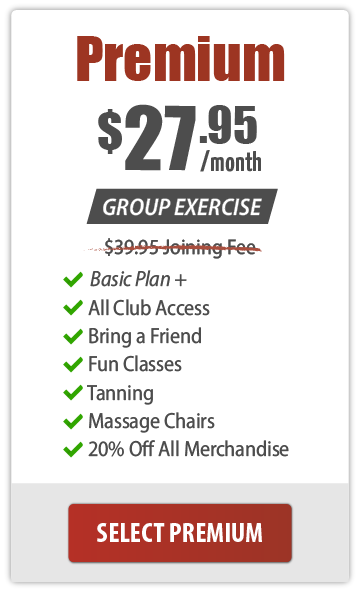 Premium
$27.95
/month
GROUP EXERCISE
$39.95 Joining Fee
Basic Plan +
All Club Access
Bring a Friend
Fun Classes
Tanning
Massage Chairs
20% Off All Merchandise
SELECT PREMIUM